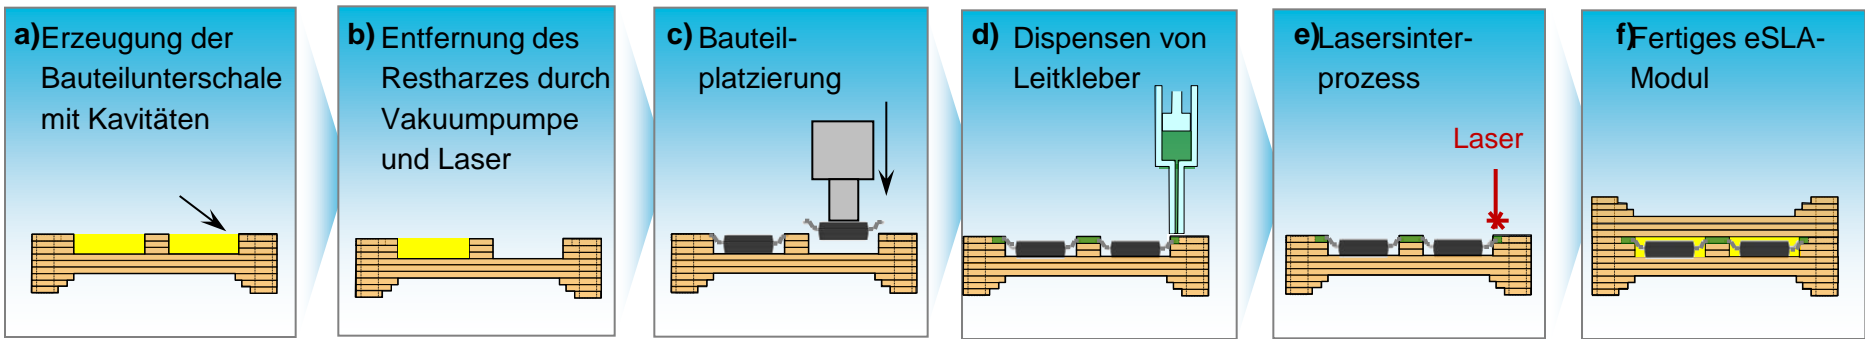 a) Erzeugung der
Bauteilunterschale
mit Kavitäten
b) Entfernung des
Restharzes durch
Vakuumpumpe
und Laser
c) Bauteil-
platzierung
d) Dispensen von
Leitkleber
e) Lasersinter-
prozess
Laser
f) Fertiges eSLA-
Modul